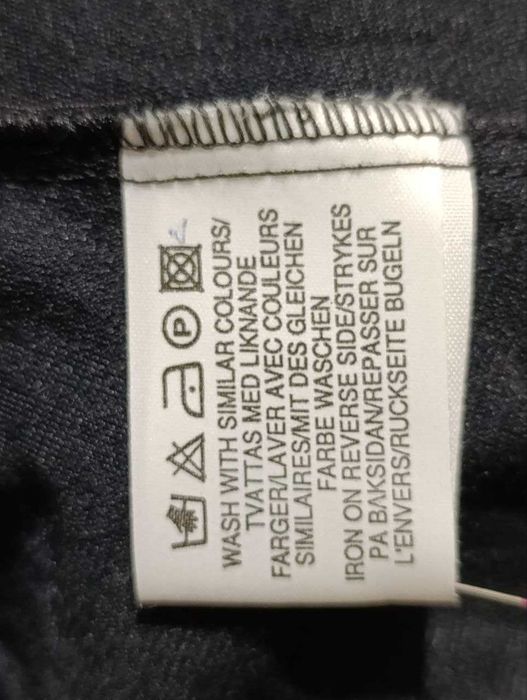 P
WASH WITH SIMILAR COLOURS/
TVATTAS MED LIKNANDE
FARGER/LAVER AVEC COULEURS
SIMILAIRES/MIT DES GLEICHEN
FARBE WASCHEN
IRON ON REVERSE SIDE/STRYKES
PA BAKSIDAN/REPASSER SUR
L'ENVERS/RUCKSEITE BUGELN